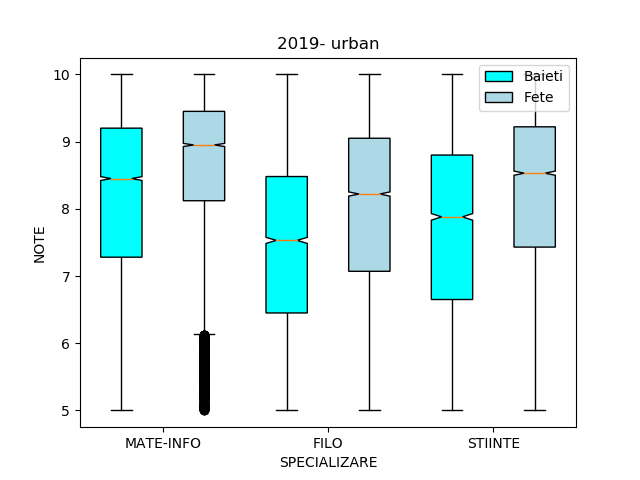 2019- urban
Baieti
Fete
10
9
8
7
6
5
NOTE
MATE-INFO
FILO
STIINTE
SPECIALIZARE